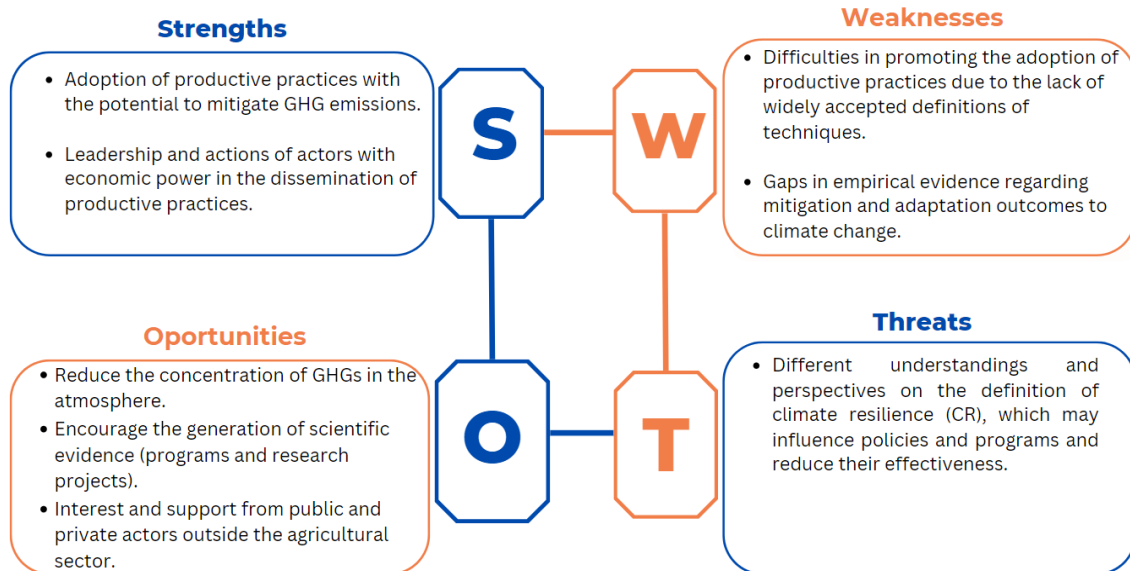 Strengths
• Adoption of productive practices with
the potential to mitigate GHG emissions.
• Leadership and actions of actors with
economic power in the dissemination of
productive practices.
S
W
Weaknesses
• Difficulties in promoting the adoption of
productive practices due to the lack of
widely accepted definitions of
techniques.
• Gaps in empirical evidence regarding
mitigation and adaptation outcomes to
climate change.
Oportunities
• Reduce the concentration of GHGs in the
atmosphere.
• Encourage the generation of scientific
evidence (programs and research
projects).
• Interest and support from public and
private actors outside the agricultural
sector.
O
T
Threats
• Different understandings and
perspectives on the definition of
climate resilience (CR), which may
influence policies and programs and
reduce their effectiveness.